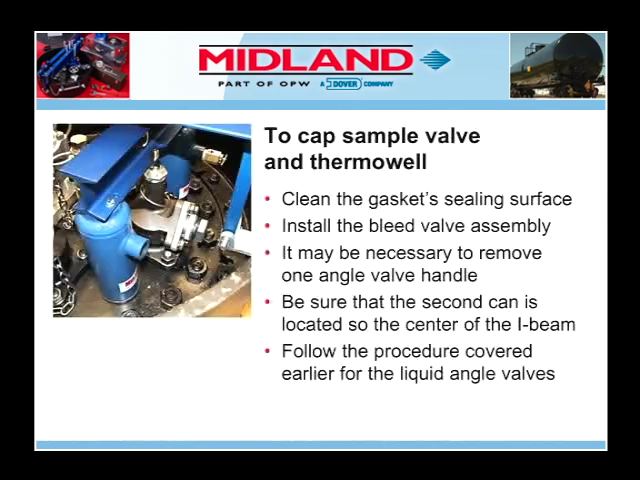 MIDLAND
PART OF OPW A DOVER COMPANY
To cap sample valve
and thermowell
• Clean the gasket's sealing surface
• Install the bleed valve assembly
• It may be necessary to remove
one angle valve handle
• Be sure that the second can is
located so the center of the I-beam
• Follow the procedure covered
earlier for the liquid angle valves